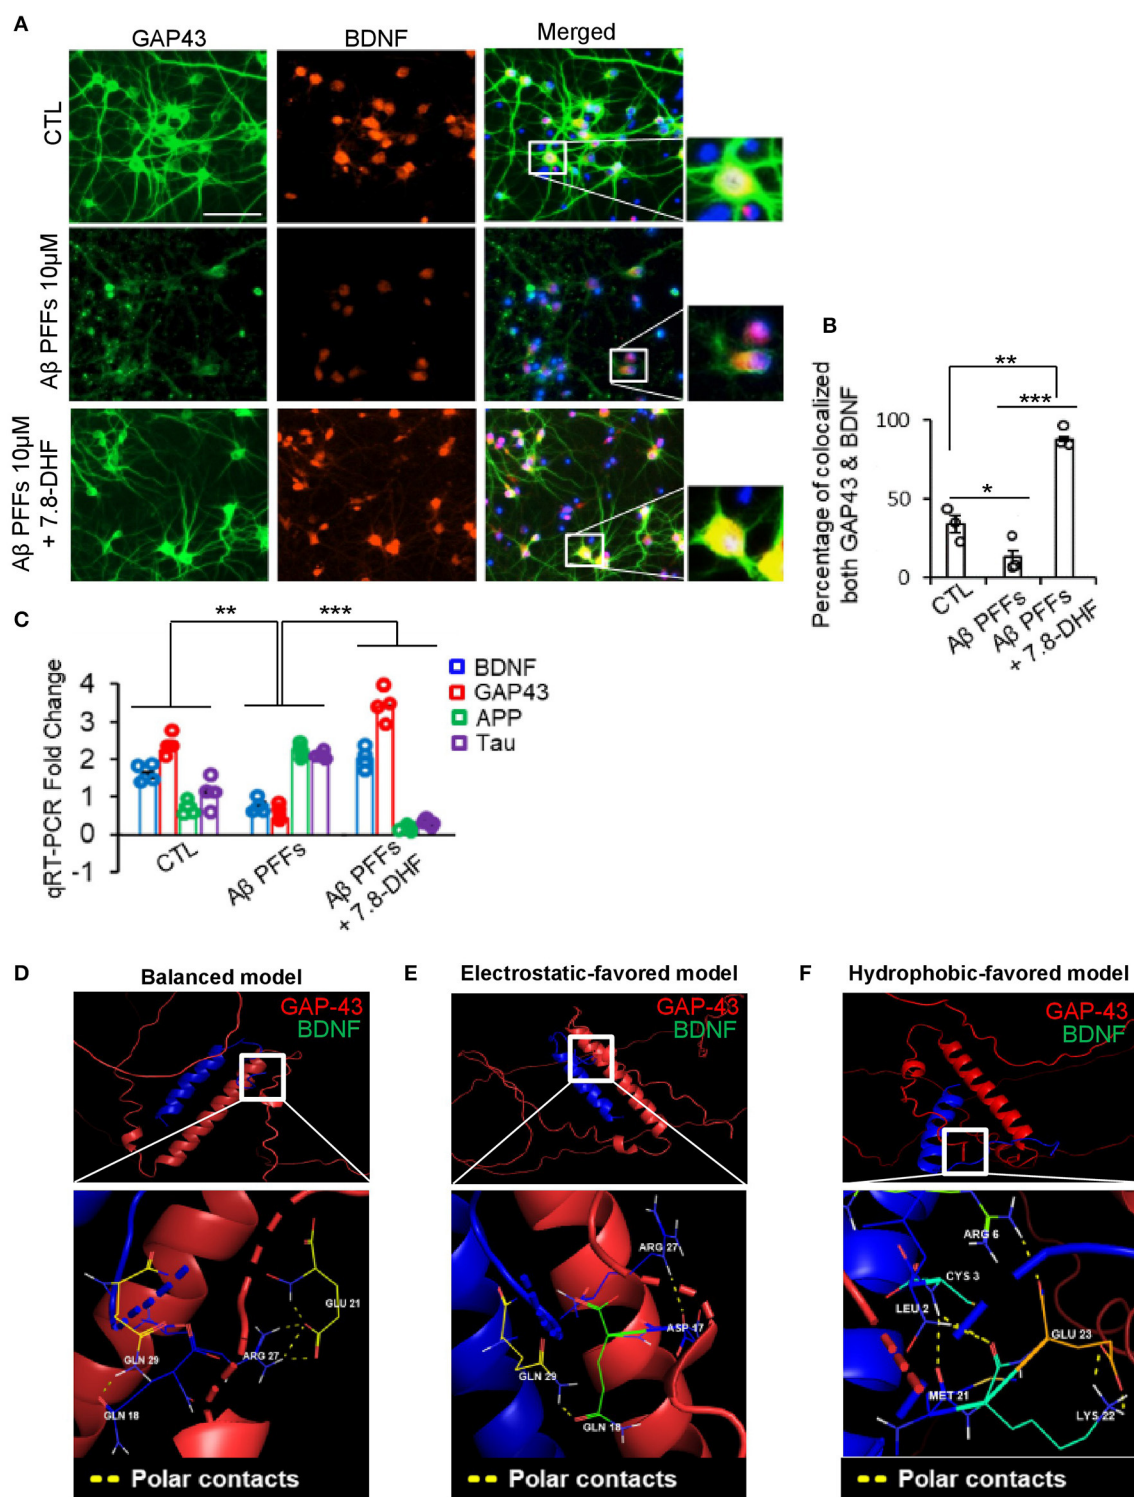 A
GAP43
BDNF
Merged
CTL
Aβ PFFs 10µM
Aβ PFFs 10µM
+ 7.8-DHF
B
Percentage of colocalized
both GAP43 & BDNF
**
***
*
100
50
0
CTL
Aβ PFFs
Aβ PFFs
+ 7.8-DHF
C
qRT-PCR Fold Change
**
***
4
3
2
1
0
-1
CTL
Aβ PFFs
Aβ PFFs
+ 7.8-DHF
BDNF
GAP43
APP
Tau
D
Balanced model
GAP-43
BDNF
GLU 21
GLN 29
ARG 27
GLN 18
Polar contacts
E
Electrostatic-favored model
GAP-43
BDNF
ARG 27
ASP 17
GLN 29
GLN 18
Polar contacts
F
Hydrophobic-favored model
GAP-43
BDNF
ARG 6
CYS 3
LEU 2
GLU 23
MET 21
LYS 22
Polar contacts